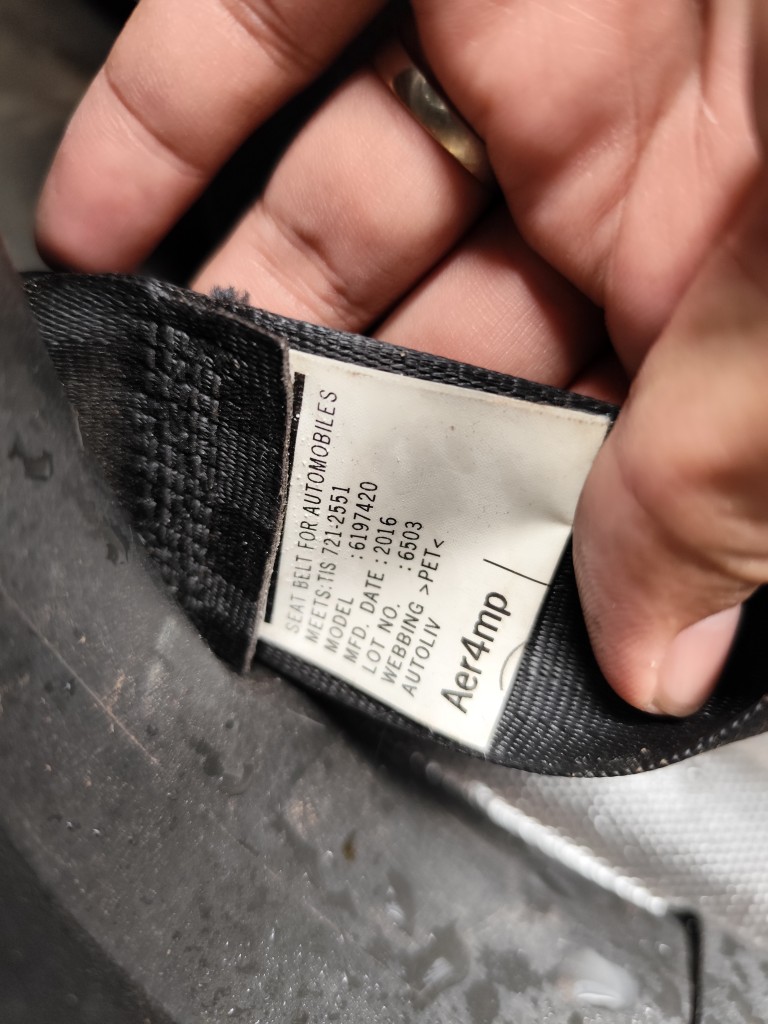 SEAT BELT FOR AUTOMOBILES
MEETS:TIS 721-2551
MODEL : 6197420
MFD. DATE : 2016
LOT NO. : 6503
WEBBING >PET<
AUTOLIV
Aer4mp